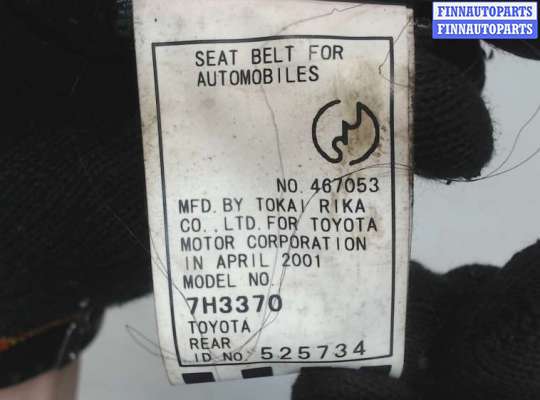 FINNAUTOPARTS
FINNAUTOPARTS
SEAT BELT FOR
AUTOMOBILES
NO. 467053
MFD. BY TOKAI RIKA
CO., LTD. FOR TOYOTA
MOTOR CORPORATION
IN APRIL 2001
MODEL NO.
7H3370
TOYOTA
REAR
ID NO. 525734